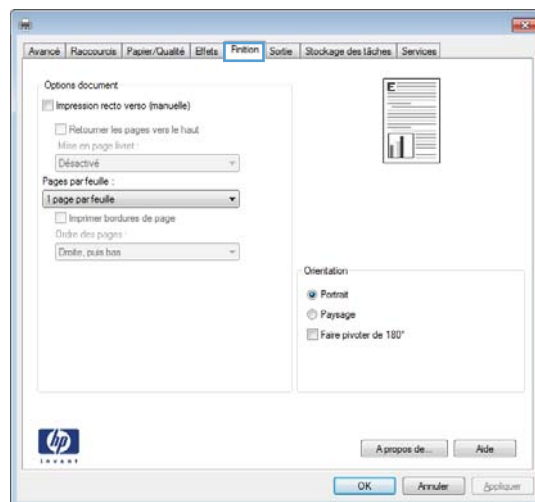 Avancé Raccourcis Papier/Qualité Effets Finition Sortie Stockage des tâches Services
Options document
Impression recto verso (manuelle)
Retourner les pages vers le haut
Mise en page livret :
Désactivé
Pages par feuille :
1 page par feuille
Imprimer bordures de page
Ordre des pages :
Droite, puis bas
E
Orientation
Portrait
Paysage
Faire pivoter de 180°
hp
invent
A propos de... Aide
OK Annuler Appliquer